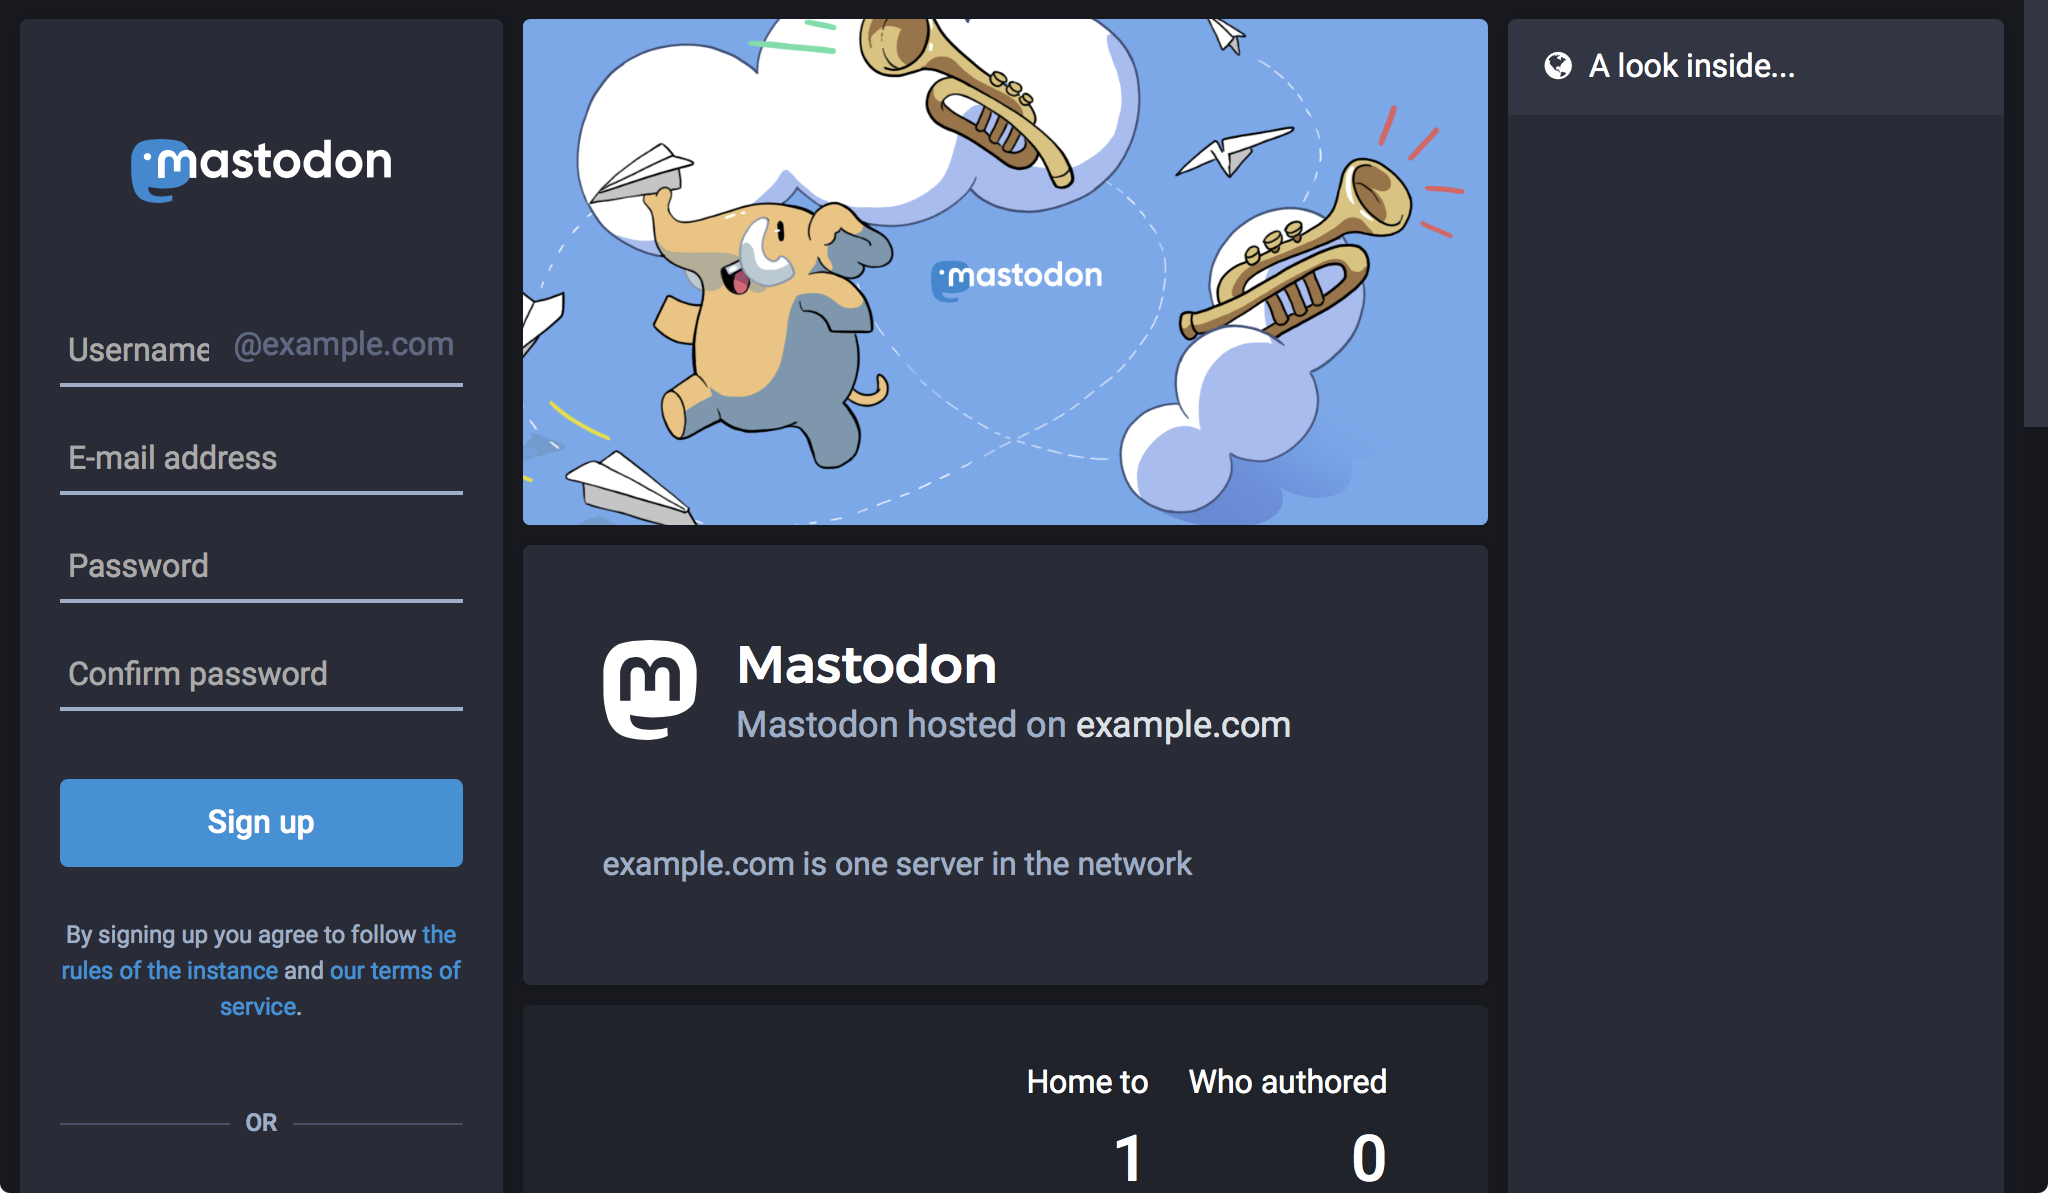 mastodon
Username @example.com
E-mail address
Password
Confirm password
Sign up
By signing up you agree to follow the
rules of the instance and our terms of
service.
OR
mastodon
Mastodon
Mastodon hosted on example.com
example.com is one server in the network
Home to
1
Who authored
0
A look inside...